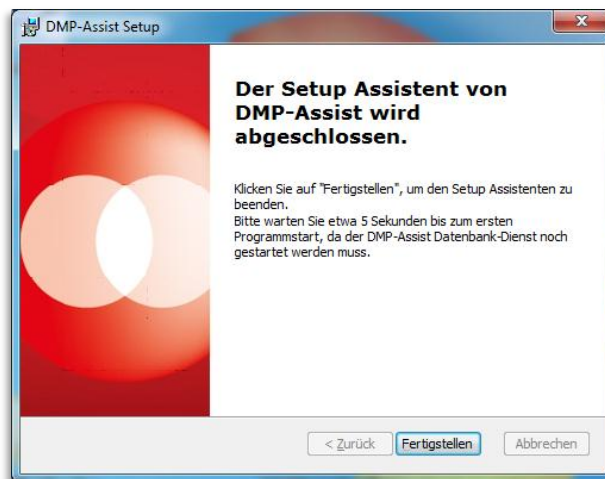 DMP-Assist Setup
Der Setup Assistent von
DMP-Assist wird
abgeschlossen.
Klicken Sie auf "Fertigstellen", um den Setup Assistenten zu
beenden.
Bitte warten Sie etwa 5 Sekunden bis zum ersten
Programmstart, da der DMP-Assist Datenbank-Dienst noch
gestartet werden muss.
< Zurück Fertigstellen Abbrechen